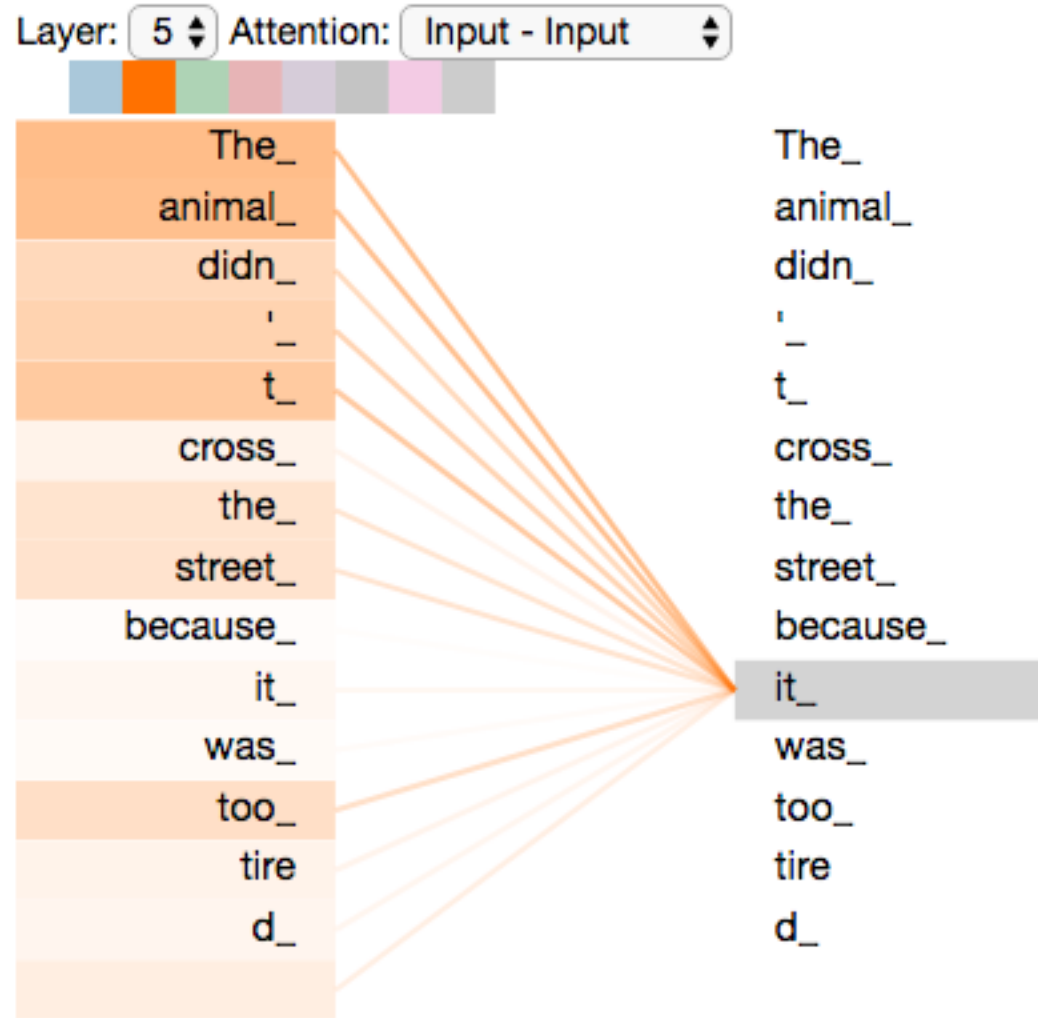 Layer: 5 Attention: Input - Input
The_ The_
animal_ animal_
didn_ didn_
'_ '_
t_ t_
cross_ cross_
the_ the_
street_ street_
because_ because_
it_ it_
was_ was_
too_ too_
tire tire
d_ d_